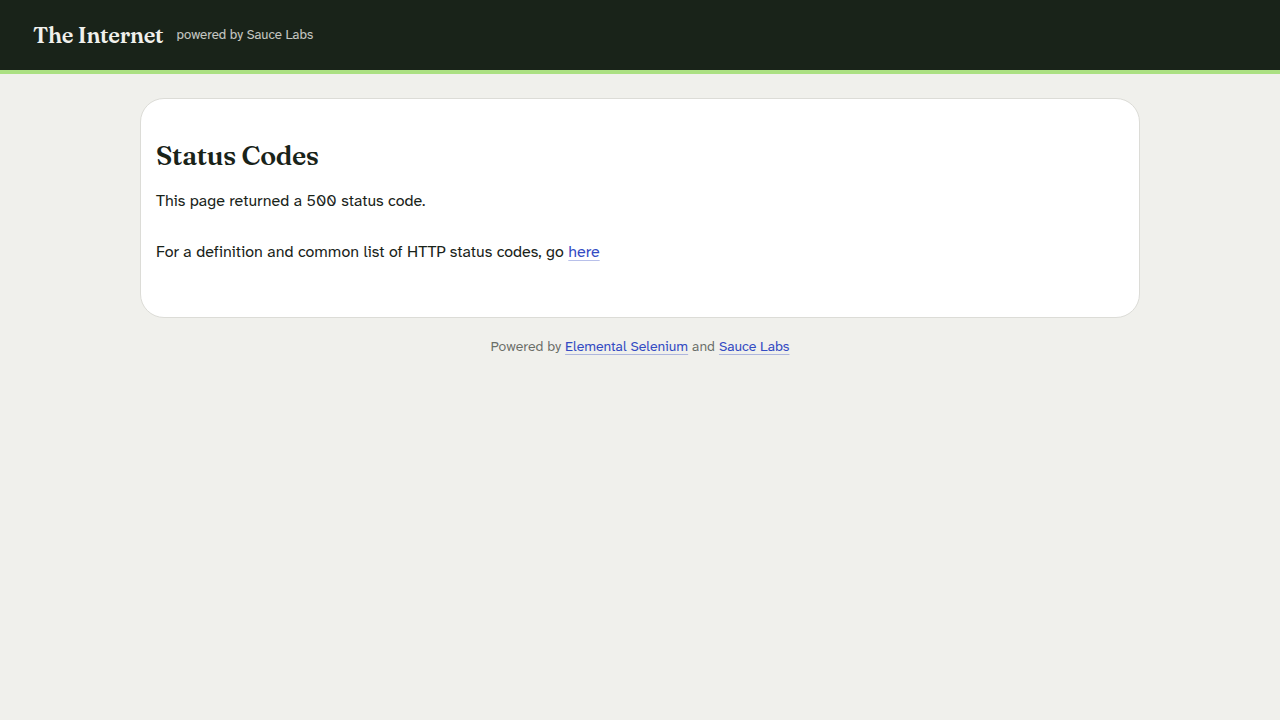 The Internet powered by Sauce Labs
Status Codes
This page returned a 500 status code.
For a definition and common list of HTTP status codes, go here
Powered by Elemental Selenium and Sauce Labs